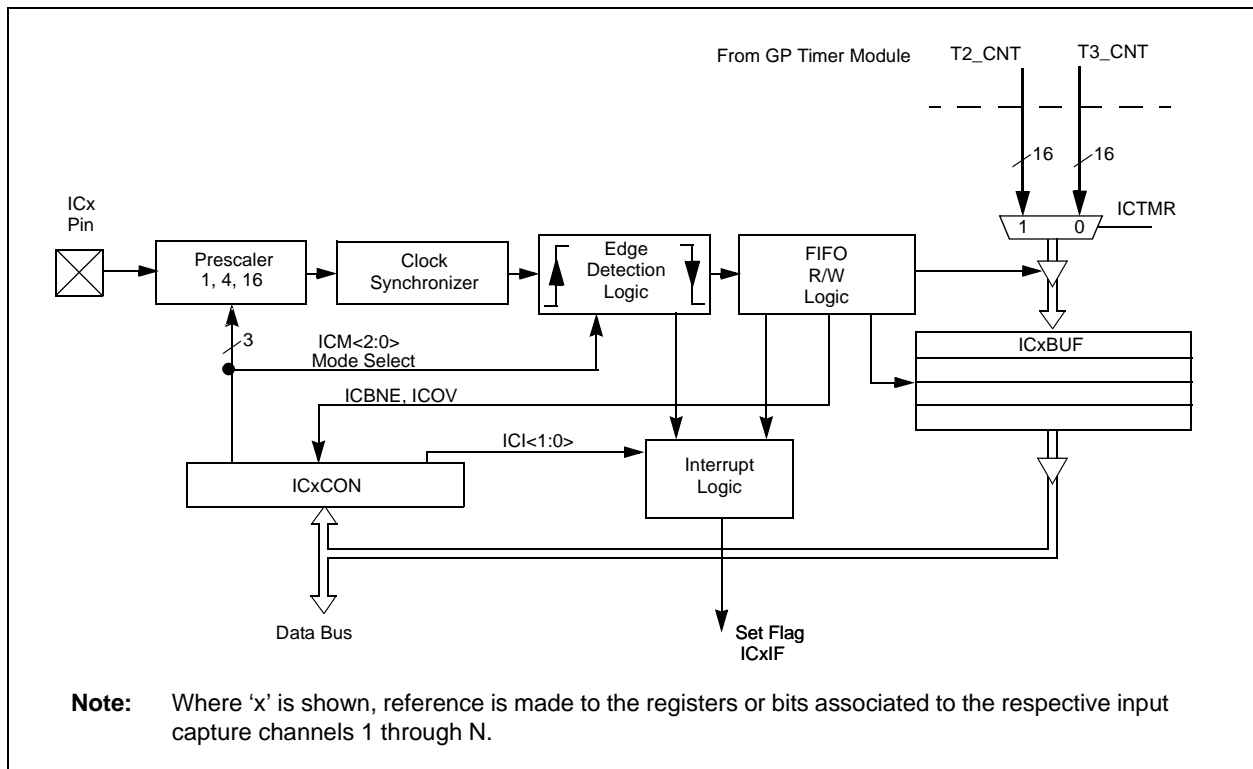 From GP Timer Module
T2_CNT
T3_CNT
16
16
ICx
Pin
1
0
ICTMR
Prescaler
1, 4, 16
Clock
Synchronizer
Edge
Detection
Logic
FIFO
R/W
Logic
3
ICM<2:0>
Mode Select
ICxBUF
ICBNE, ICOV
ICI<1:0>
ICxCON
Interrupt
Logic
Data Bus
Set Flag
ICxIF
Note: Where ‘x’ is shown, reference is made to the registers or bits associated to the respective input
capture channels 1 through N.